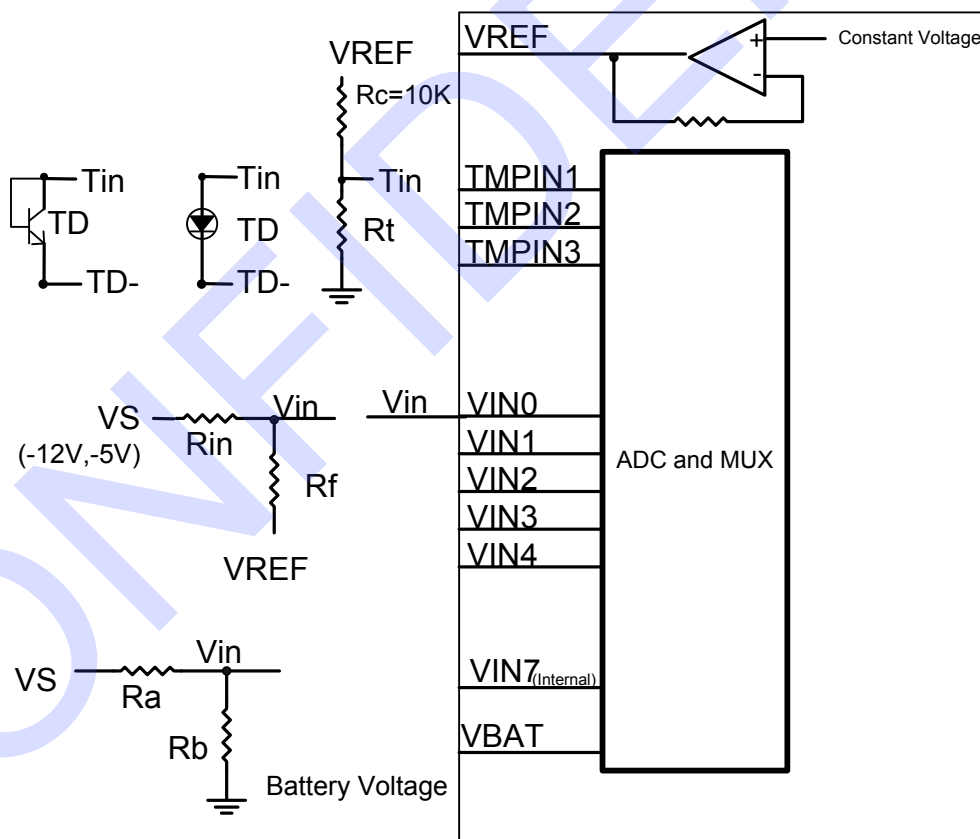 VREF
Constant Voltage
+
-
VREF
Rc=10K
Tin
Rt
Tin
TD
TD-
Tin
TD
TD-
TMPIN1
TMPIN2
TMPIN3
VS
(-12V,-5V)
Rin
Vin
Rf
VREF
Vin
VIN0
VIN1
VIN2
VIN3
VIN4
ADC and MUX
VS
Ra
Vin
Rb
VIN7(Internal)
VBAT
Battery Voltage
ONFIDE